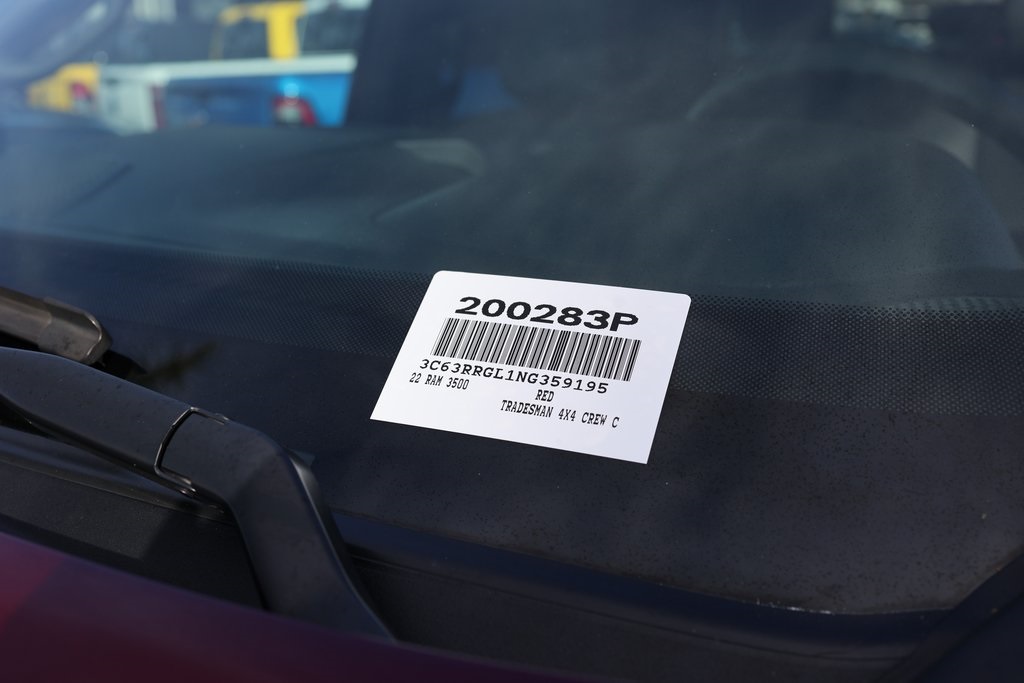 200283P
3C63RRGL1NG359195
22 RAM 3500 RED
TRADESMAN 4X4 CREW C